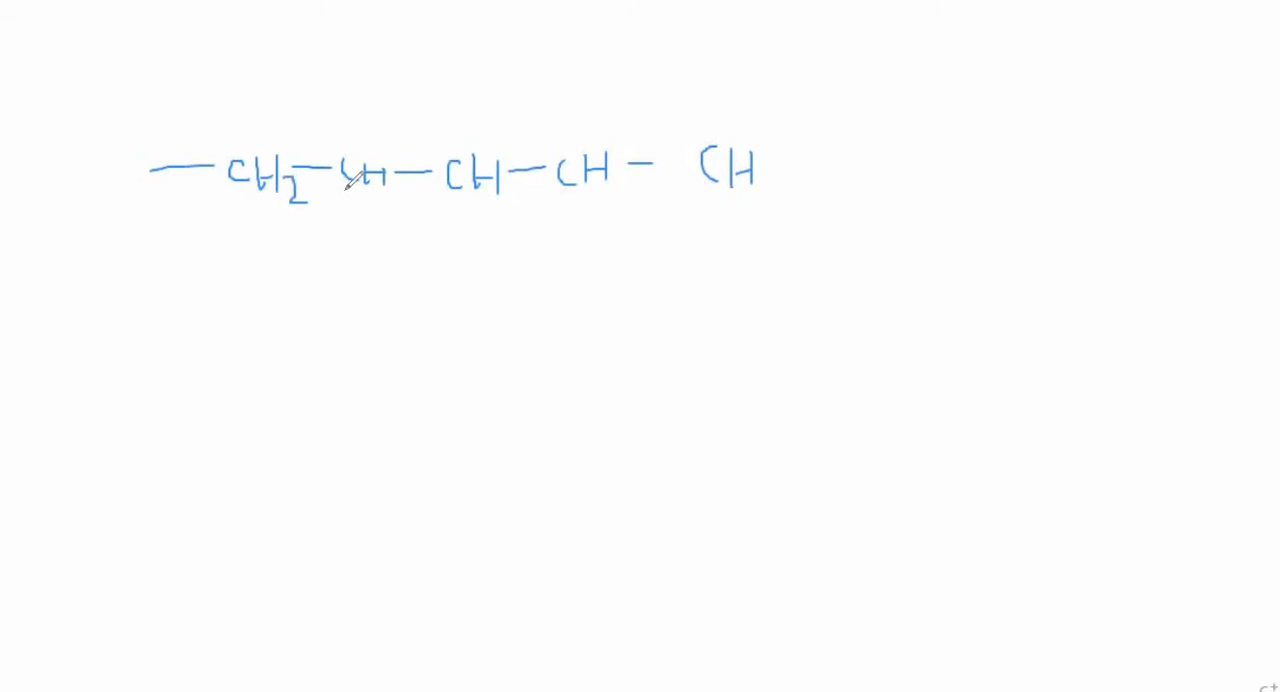 — CH2 — CH — CH — CH — CH